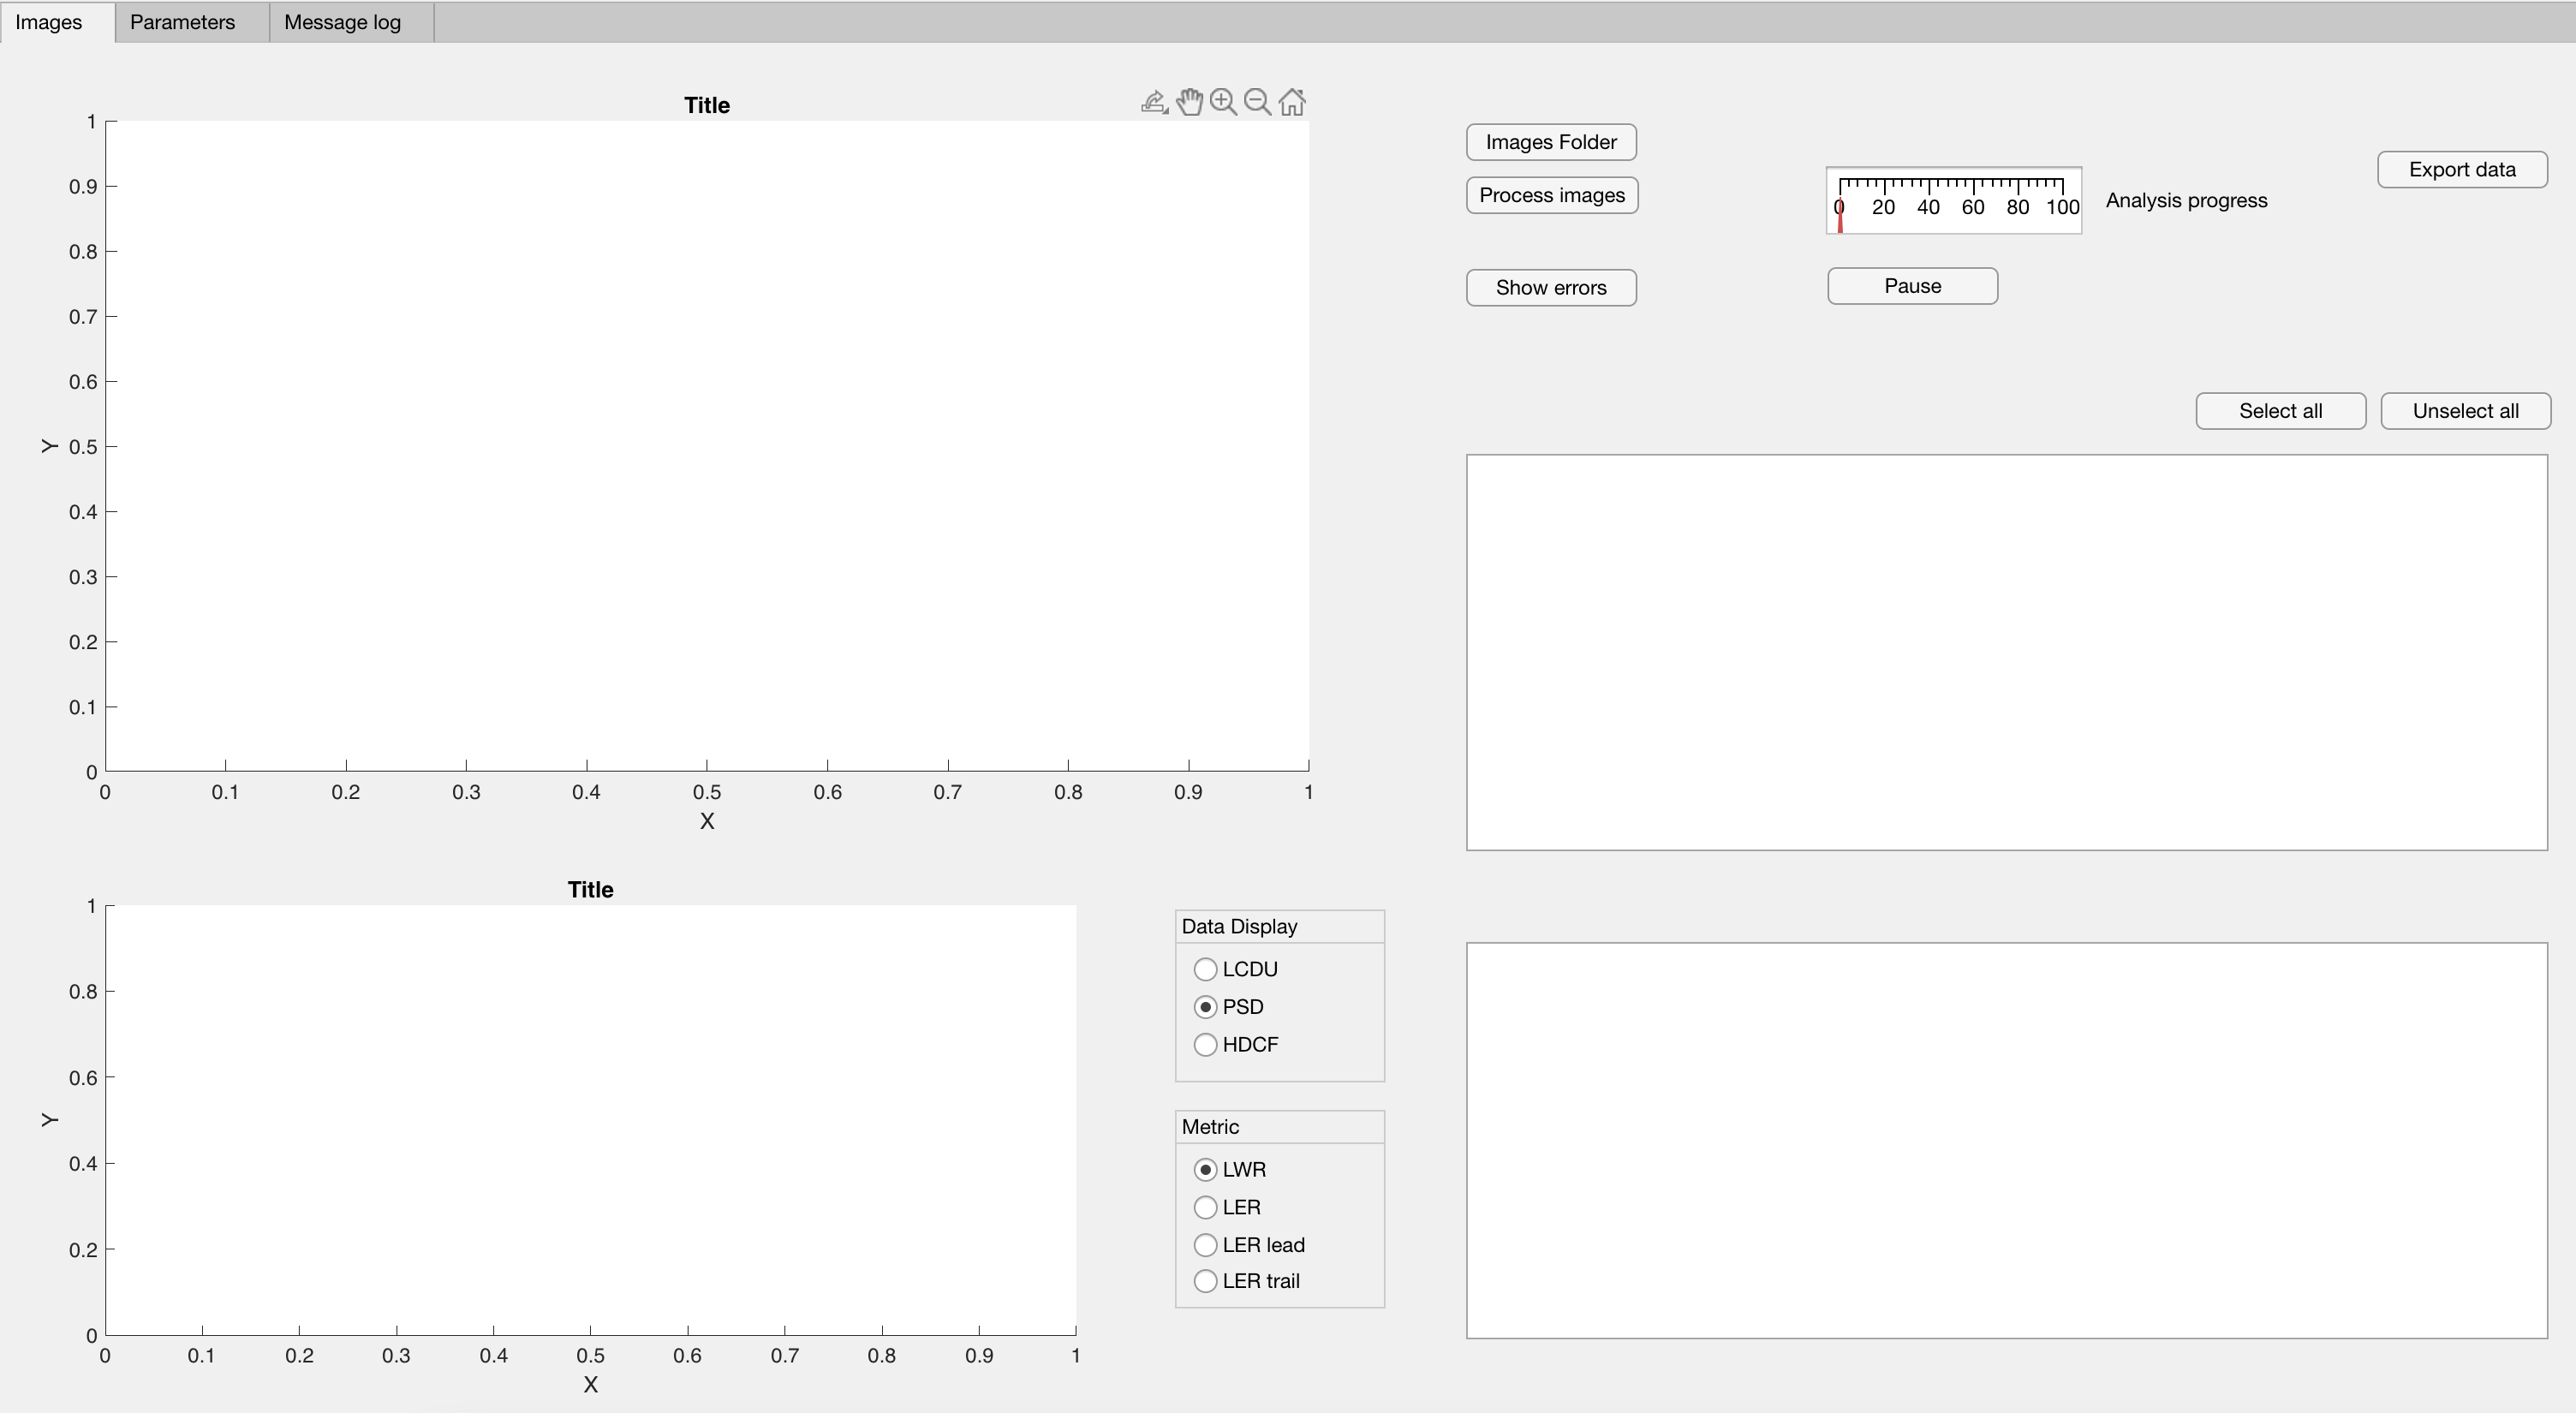 Images Parameters Message log
Title
1
0.9
0.8
0.7
0.6
0.5
0.4
0.3
0.2
0.1
0
Y
0 0.1 0.2 0.3 0.4 0.5 0.6 0.7 0.8 0.9 1
X
Images Folder
Process images
Show errors
0 20 40 60 80 100
Analysis progress
Pause
Export data
Select all Unselect all
Title
1
0.8
0.6
0.4
0.2
0
Y
0 0.1 0.2 0.3 0.4 0.5 0.6 0.7 0.8 0.9 1
X
Data Display
LCDU
PSD
HDCF
Metric
LWR
LER
LER lead
LER trail